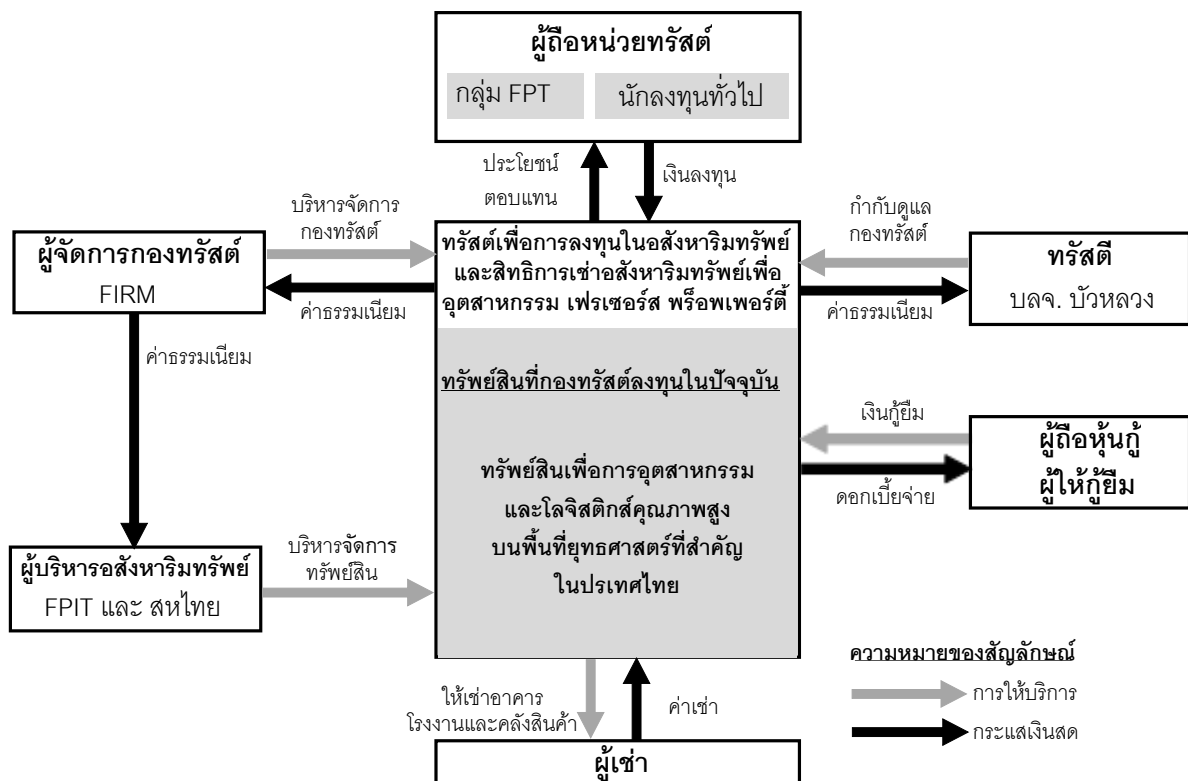 ผู้ถือหน่วยทรัสต์
กลุ่ม FPT
นักลงทุนทั่วไป
ประโยชน์
ตอบแทน
เงินลงทุน
บริหารจัดการ
กองทรัสต์
กำกับดูแล
กองทรัสต์
ผู้จัดการกองทรัสต์
FIRM
ทรัสต์เพื่อการลงทุนในอสังหาริมทรัพย์
และสิทธิการเช่าอสังหาริมทรัพย์เพื่อ
อุตสาหกรรม เฟรเซอร์ส พร็อพเพอร์ตี้
ทรัสตี
บลจ. บัวหลวง
ค่าธรรมเนียม
ค่าธรรมเนียม
ค่าธรรมเนียม
ทรัพย์สินที่กองทรัสต์ลงทุนในปัจจุบัน
เงินกู้ยืม
ผู้ถือหุ้นกู้
ผู้ให้กู้ยืม
ดอกเบี้ยจ่าย
ทรัพย์สินเพื่อการอุตสาหกรรม
และโลจิสติกส์คุณภาพสูง
บนพื้นที่ยุทธศาสตร์ที่สำคัญ
ในประเทศไทย
บริหารจัดการ
ทรัพย์สิน
ผู้บริหารอสังหาริมทรัพย์
FPIT และ สหไทย
ความหมายของสัญลักษณ์
การให้บริการ
กระแสเงินสด
ให้เช่าอาคาร
โรงงานและคลังสินค้า
ค่าเช่า
ผู้เช่า